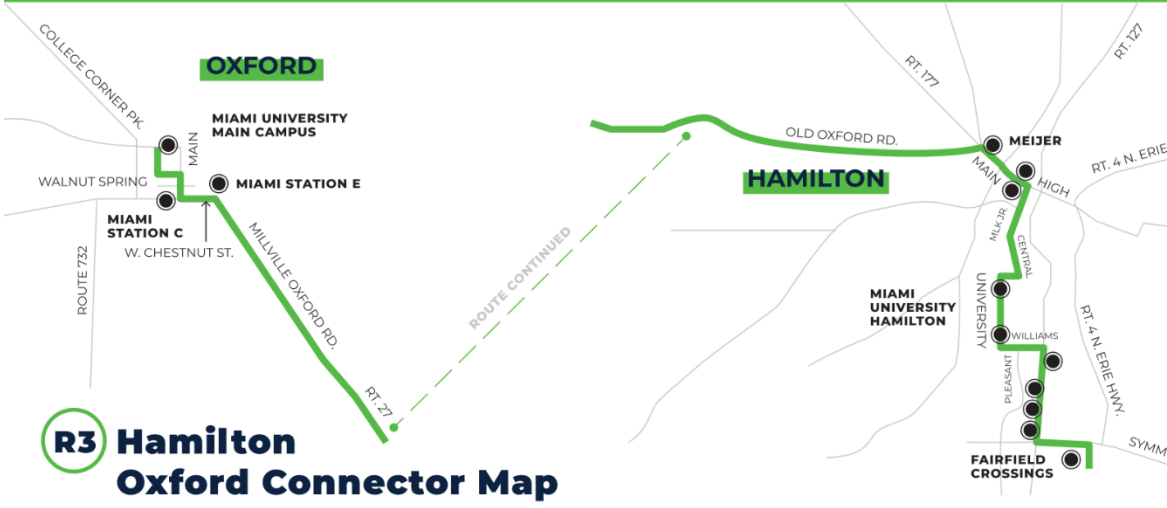 OXFORD
COLLEGE CORNER PK.
MIAMI UNIVERSITY
MAIN CAMPUS
MAIN
WALNUT SPRING
MIAMI STATION E
MIAMI
STATION C
W. CHESTNUT ST.
ROUTE 732
MILLVILLE OXFORD RD.
RT. 27
ROUTE CONTINUED
RT. 177
RT. 127
OLD OXFORD RD.
MEIJER
HAMILTON
MAIN
HIGH
RT. 4 N. ERIE
MLK JR.
CENTRAL
MIAMI
UNIVERSITY
HAMILTON
UNIVERSITY
WILLIAMS
PLEASANT
RT. 4 N. ERIE HWY.
SYMM
FAIRFIELD
CROSSINGS
R3 Hamilton
Oxford Connector Map